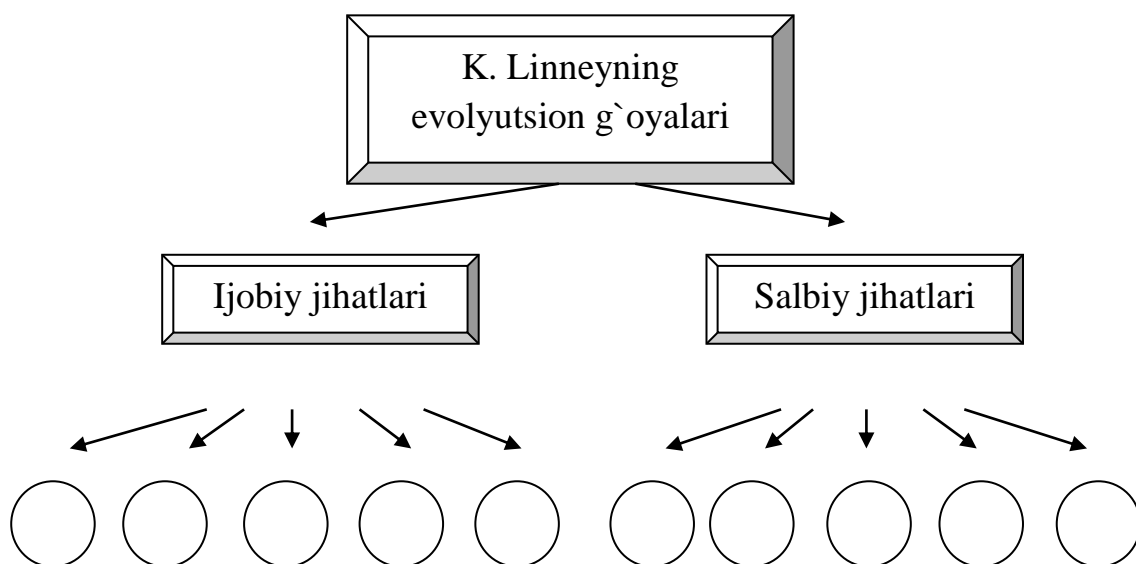 K. Linneyning
evolyutsion g`oyalari
Ijobiy jihatlari
Salbiy jihatlari